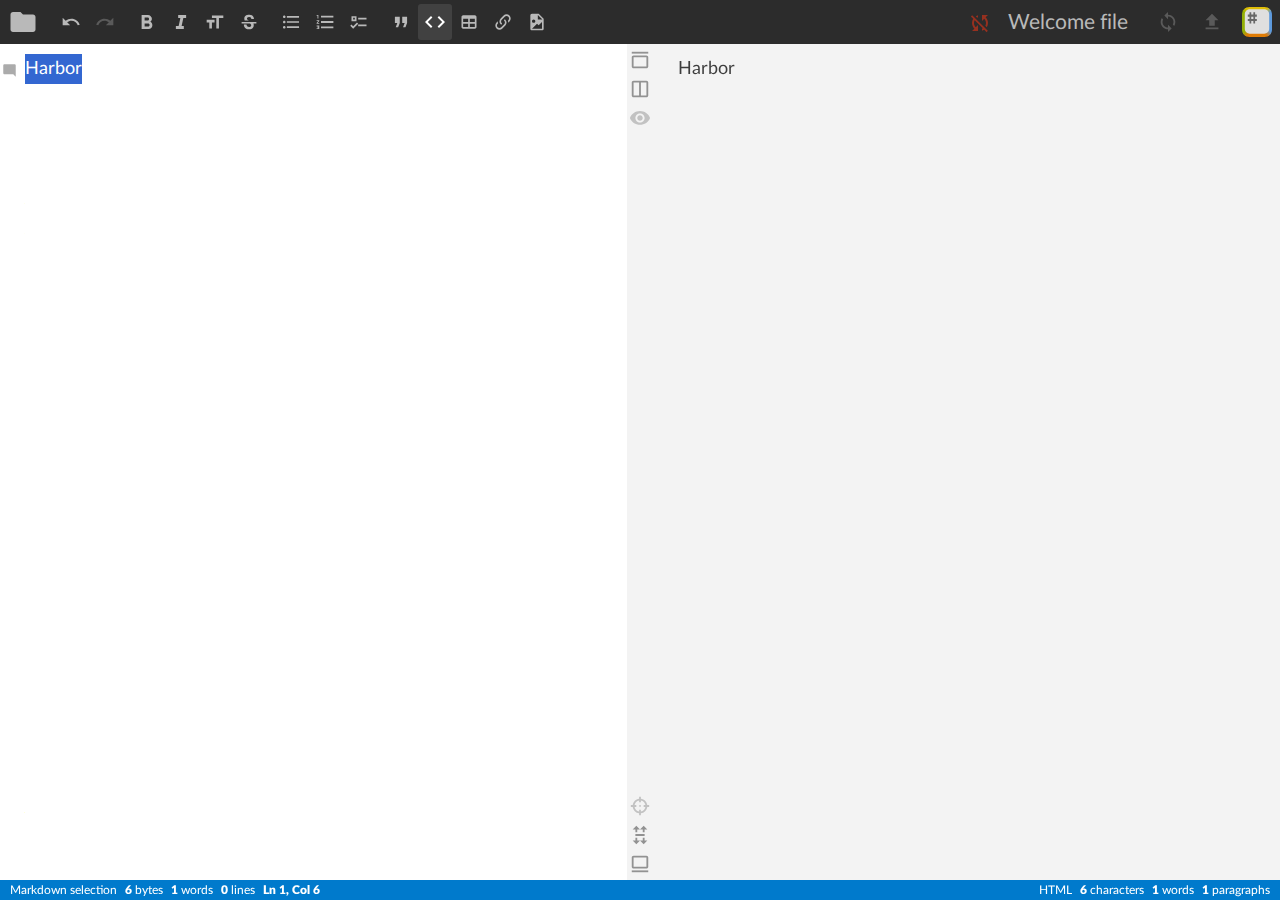 Welcome file
Harbor
Harbor
Markdown selection 6 bytes 1 words 0 lines Ln 1, Col 6
HTML 6 characters 1 words 1 paragraphs